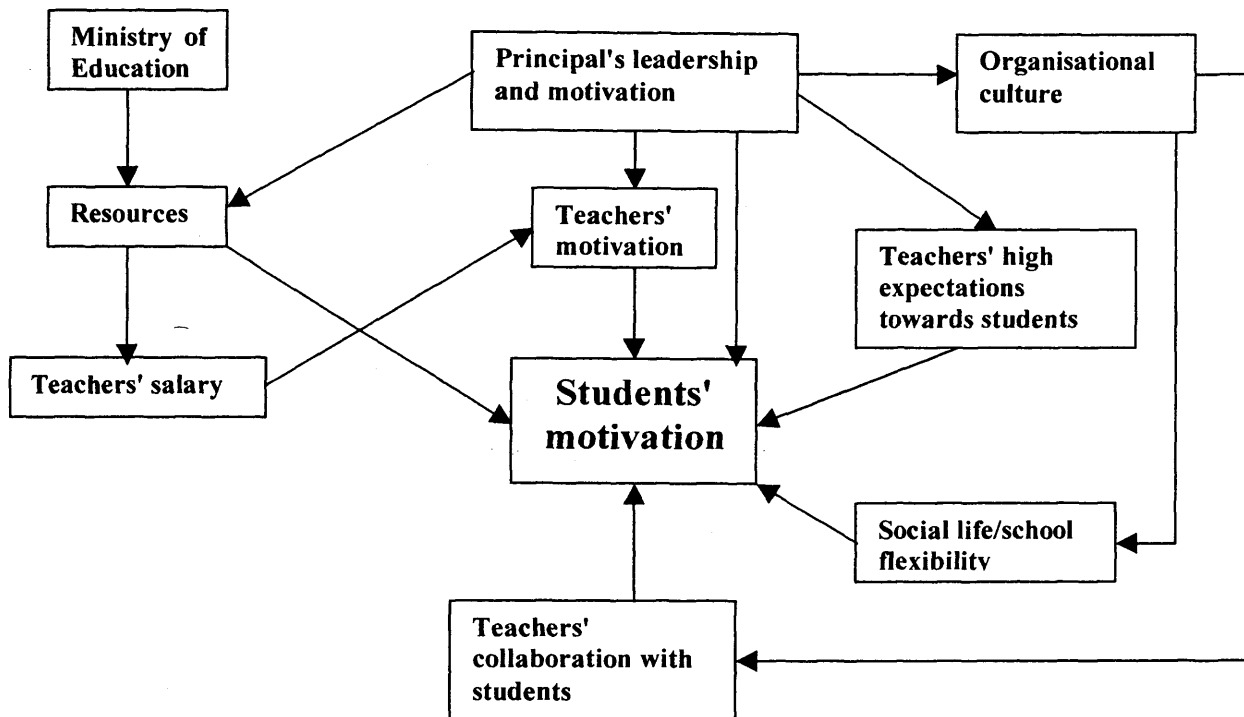 Ministry of
Education
Principal's leadership
and motivation
Organisational
culture
Resources
Teachers'
motivation
Teachers' high
expectations
towards students
Teachers' salary
Students'
motivation
Social life/school
flexibility
Teachers'
collaboration with
students